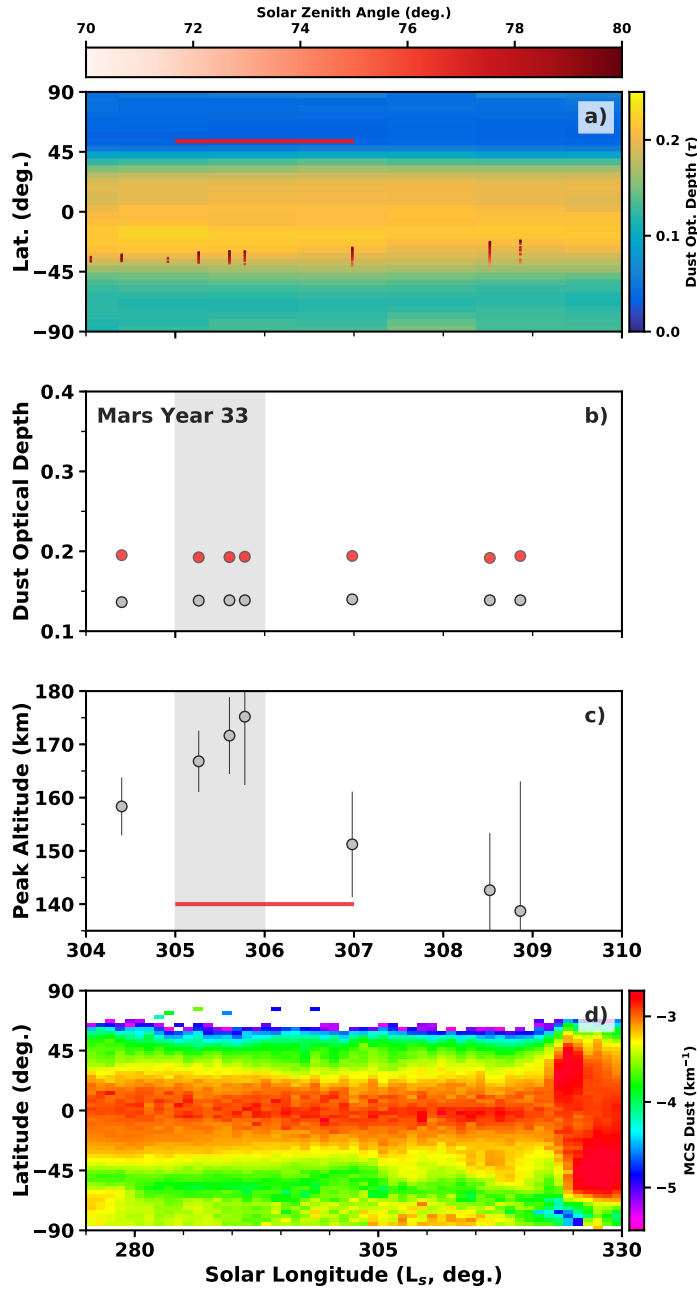 Solar Zenith Angle (deg.)
70 72 74 76 78 80
a)
90
45
0
−45
−90
Lat. (deg.)
0.2
0.1
0.0
Dust Opt. Depth (τ)
Mars Year 33
b)
0.4
0.3
0.2
0.1
Dust Optical Depth
c)
180
170
160
150
140
Peak Altitude (km)
304 305 306 307 308 309 310
d)
90
45
0
−45
−90
Latitude (deg.)
−3
−4
−5
MCS Dust (km⁻¹)
280 305 330
Solar Longitude (Lₛ, deg.)